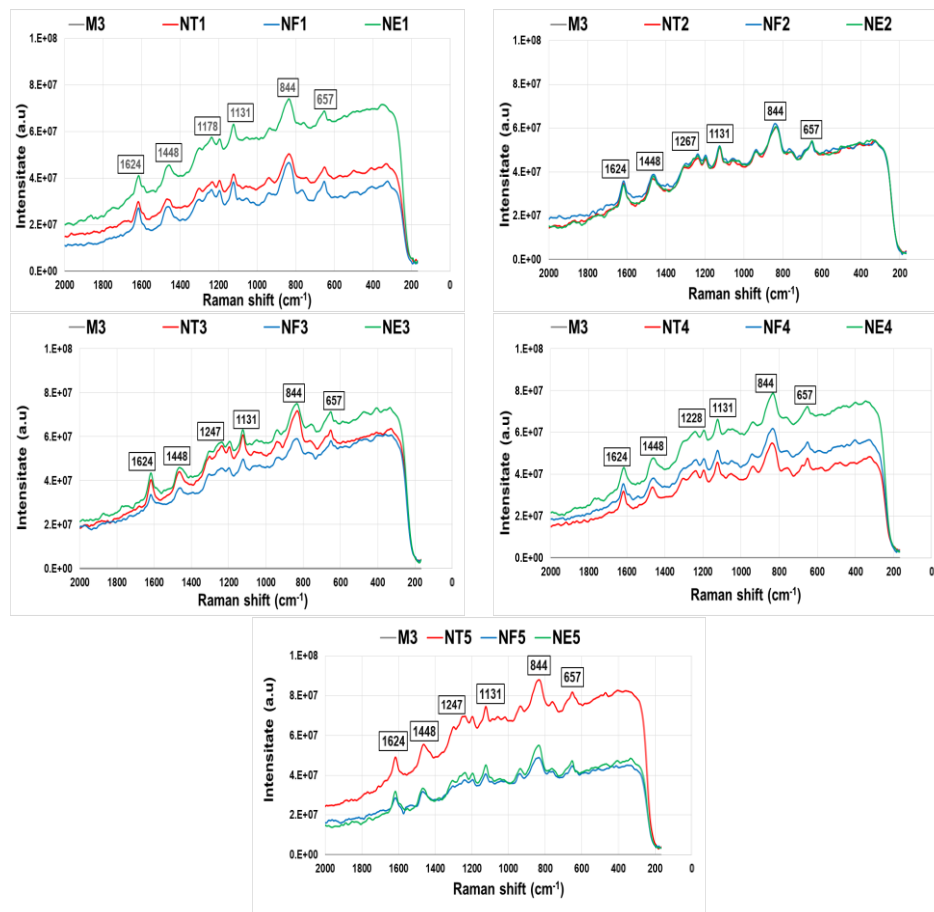 M3 NT1 NF1 NE1
1.E+08
8.E+07
6.E+07
4.E+07
2.E+07
0.E+00
Intensitate (a.u)
1624 1448 1178 1131 844 657
2000 1800 1600 1400 1200 1000 800 600 400 200 0
Raman shift (cm⁻¹)
M3 NT2 NF2 NE2
1.E+08
8.E+07
6.E+07
4.E+07
2.E+07
0.E+00
Intensitate (a.u)
1624 1448 1267 1131 844 657
2000 1800 1600 1400 1200 1000 800 600 400 200
Raman shift (cm⁻¹)
M3 NT3 NF3 NE3
1.E+08
8.E+07
6.E+07
4.E+07
2.E+07
0.E+00
Intensitate (a.u)
1624 1448 1247 1131 844 657
2000 1800 1600 1400 1200 1000 800 600 400 200 0
Raman shift (cm⁻¹)
M3 NT4 NF4 NE4
1.E+08
8.E+07
6.E+07
4.E+07
2.E+07
0.E+00
Intensitate (a.u)
1624 1448 1228 1131 844 657
2000 1800 1600 1400 1200 1000 800 600 400 200 0
Raman shift (cm⁻¹)
M3 NT5 NF5 NE5
1.E+08
8.E+07
6.E+07
4.E+07
2.E+07
0.E+00
Intensitate (a.u)
1624 1448 1247 1131 844 657
2000 1800 1600 1400 1200 1000 800 600 400 200 0
Raman shift (cm⁻¹)